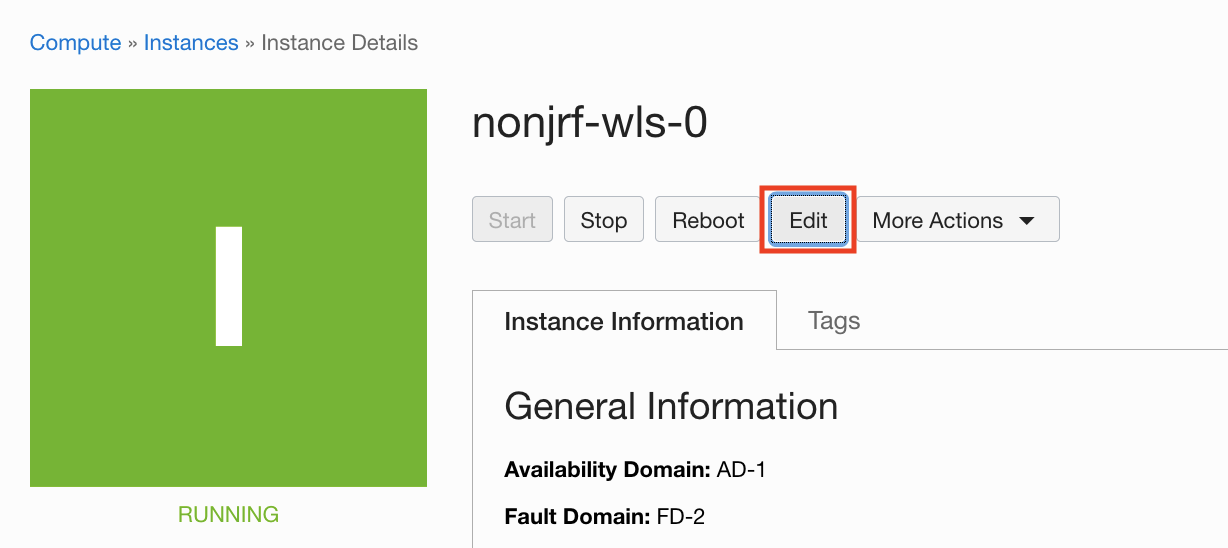 Compute » Instances » Instance Details
I
nonjrf-wls-0
Start Stop Reboot Edit More Actions
Instance Information Tags
General Information
Availability Domain: AD-1
Fault Domain: FD-2
RUNNING